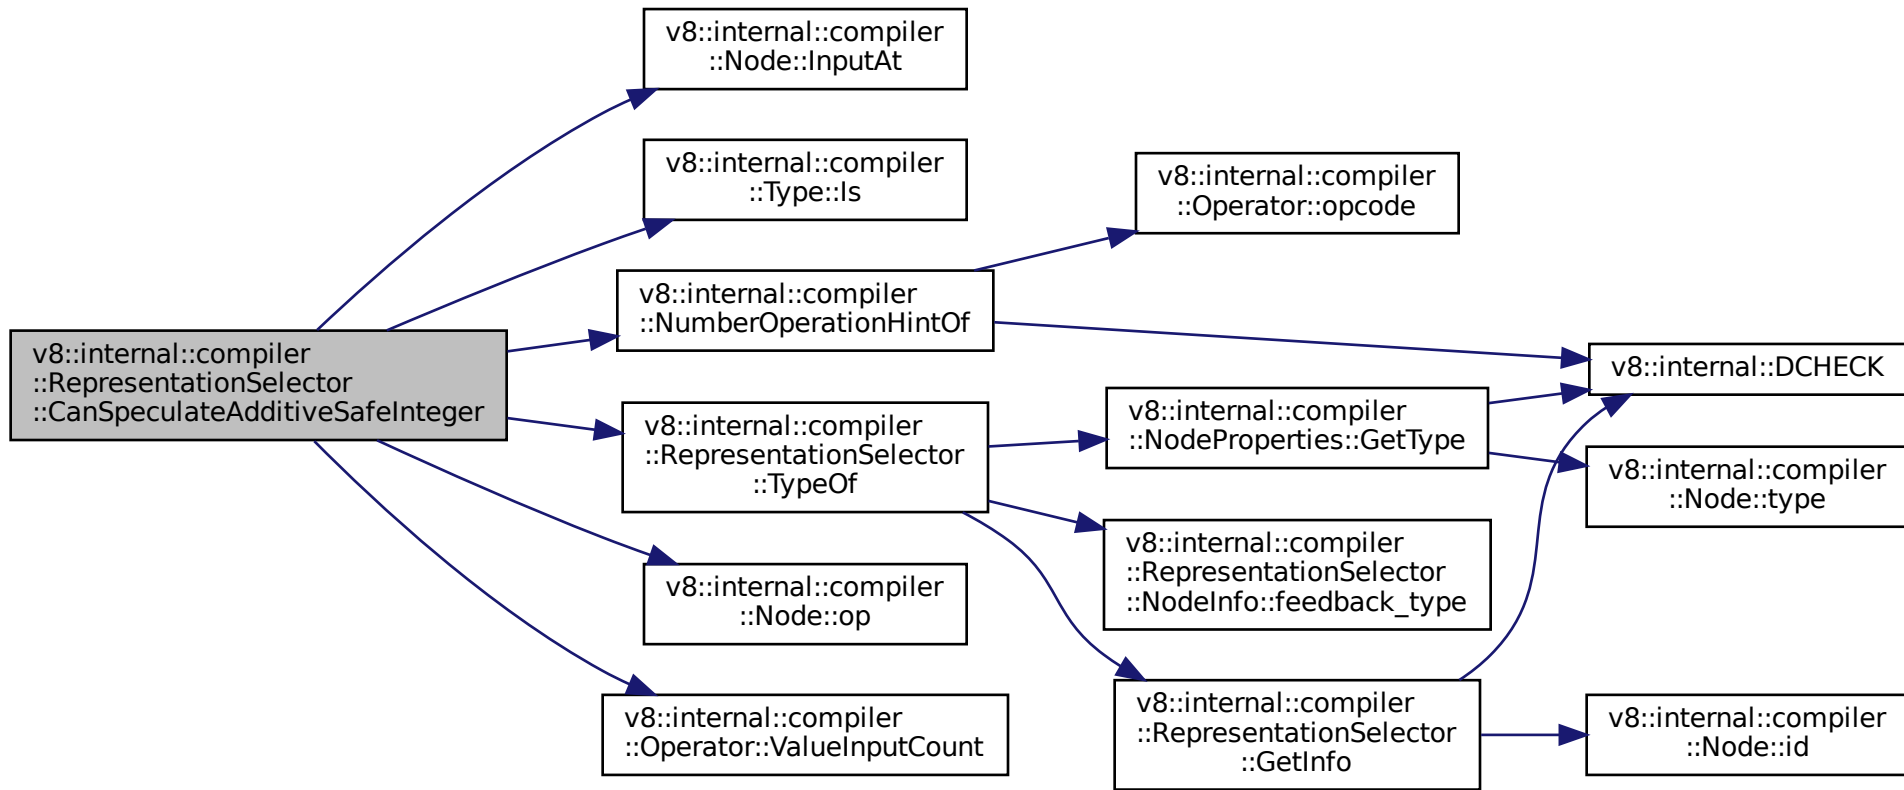 v8::internal::compiler
::RepresentationSelector
::CanSpeculateAdditiveSafeInteger
v8::internal::compiler
::Node::InputAt
v8::internal::compiler
::Type::Is
v8::internal::compiler
::NumberOperationHintOf
v8::internal::compiler
::Operator::opcode
v8::internal::DCHECK
v8::internal::compiler
::RepresentationSelector
::TypeOf
v8::internal::compiler
::NodeProperties::GetType
v8::internal::compiler
::Node::type
v8::internal::compiler
::RepresentationSelector
::NodeInfo::feedback_type
v8::internal::compiler
::RepresentationSelector
::GetInfo
v8::internal::compiler
::Node::id
v8::internal::compiler
::Node::op
v8::internal::compiler
::Operator::ValueInputCount